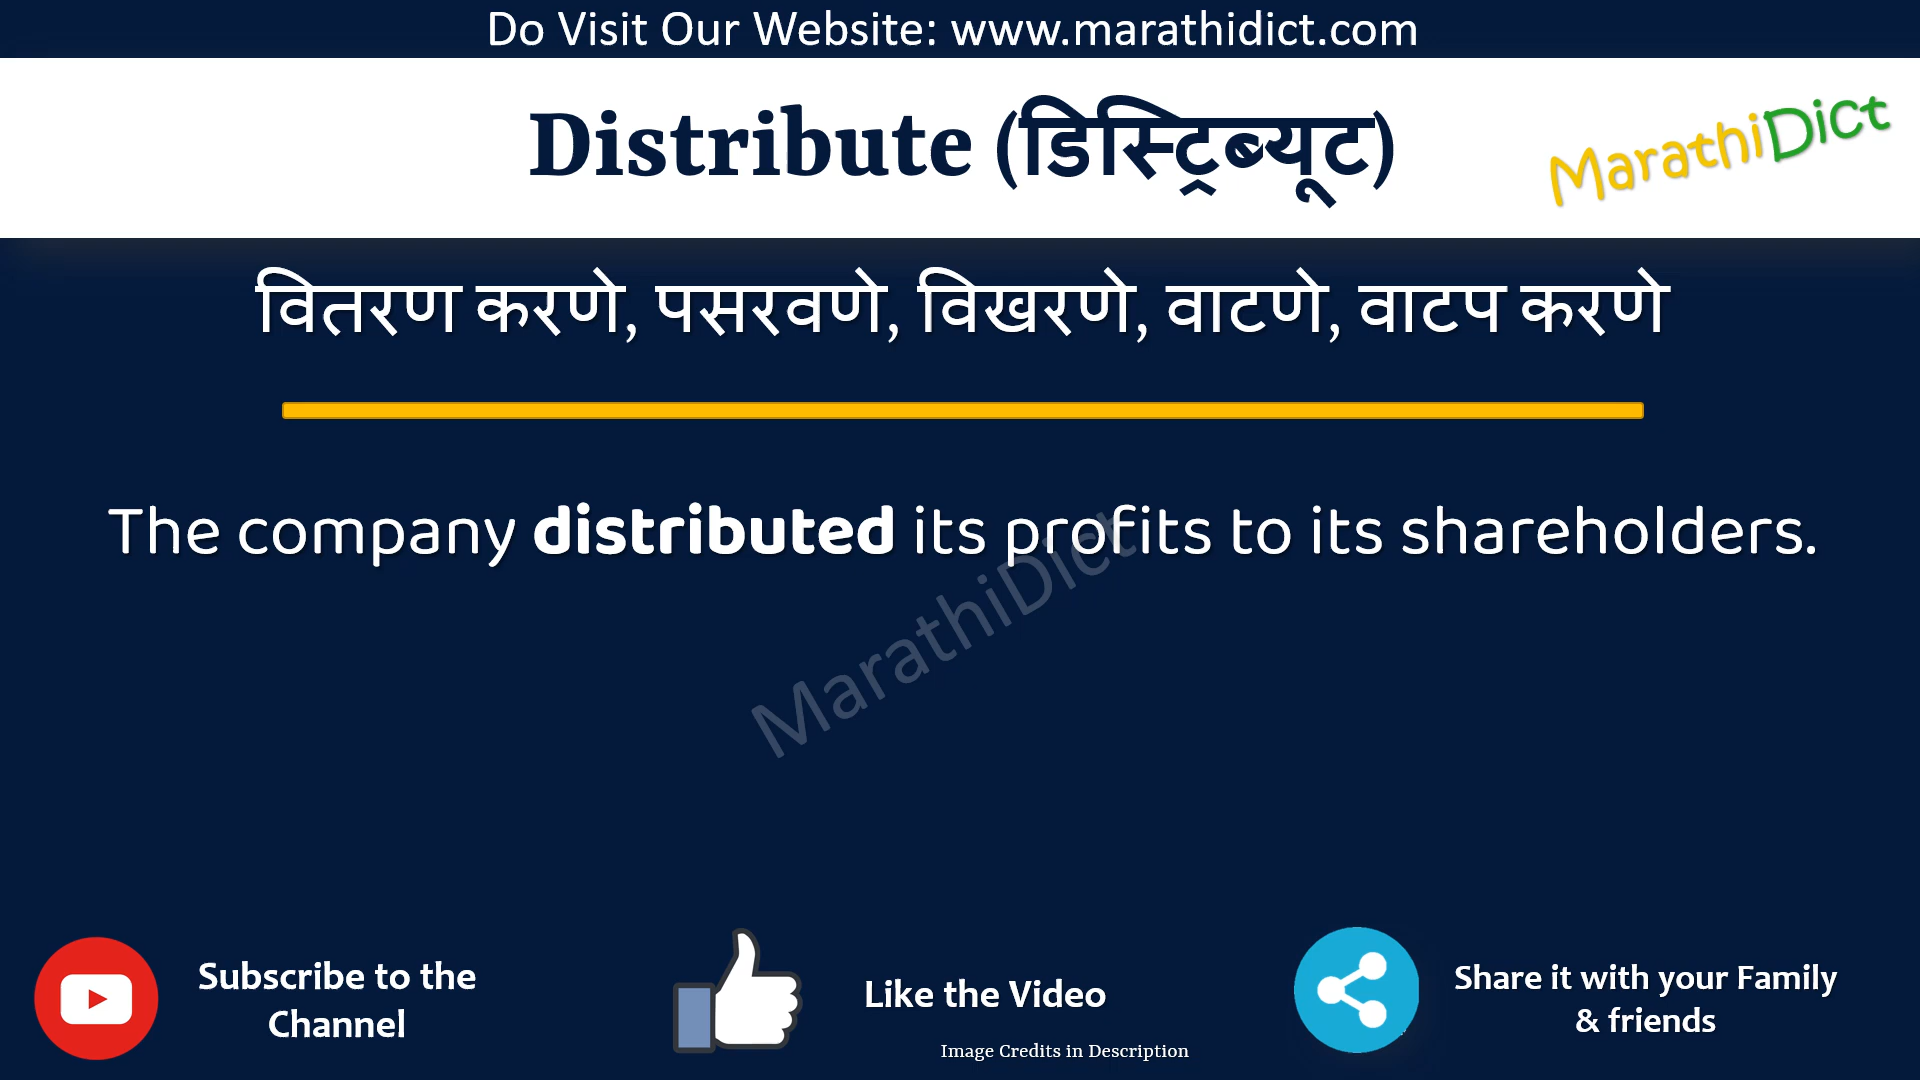 Do Visit Our Website: www.marathidict.com
Distribute (डिस्ट्रिब्यूट)
MarathiDict
वितरण करणे, पसरवणे, विखरणे, वाटणे, वाटप करणे
The company distributed its profits to its shareholders.
MarathiDict
Subscribe to the
Channel
Like the Video
Share it with your Family
& friends
Image Credits in Description